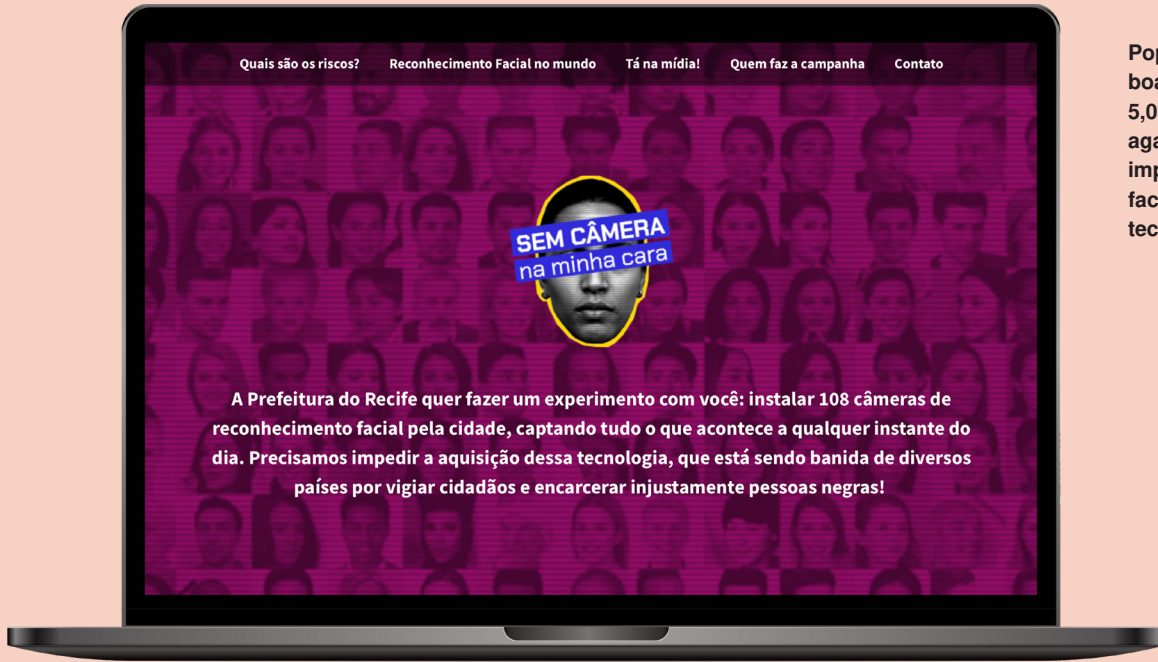 Quais são os riscos? Reconhecimento Facial no mundo Tá na mídia! Quem faz a campanha Contato
SEM CÂMERA
na minha cara
A Prefeitura do Recife quer fazer um experimento com você: instalar 108 câmeras de
reconhecimento facial pela cidade, captando tudo o que acontece a qualquer instante do
dia. Precisamos impedir a aquisição dessa tecnologia, que está sendo banida de diversos
países por vigiar cidadãos e encarcerar injustamente pessoas negras!